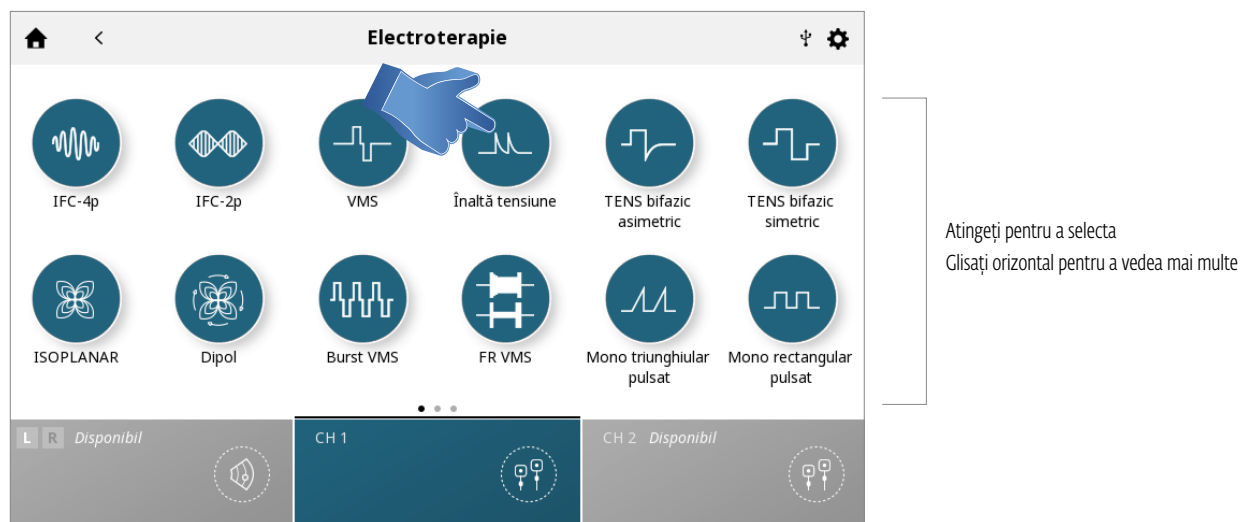 Electroterapie
IFC-4p
IFC-2p
VMS
Înaltă tensiune
TENS bifazic
asimetric
TENS bifazic
simetric
ISOPLANAR
Dipol
Burst VMS
FR VMS
Mono triunghiular
pulsat
Mono rectangular
pulsat
L R Disponibil
CH 1
CH 2 Disponibil
Atingeți pentru a selecta
Glisați orizontal pentru a vedea mai multe